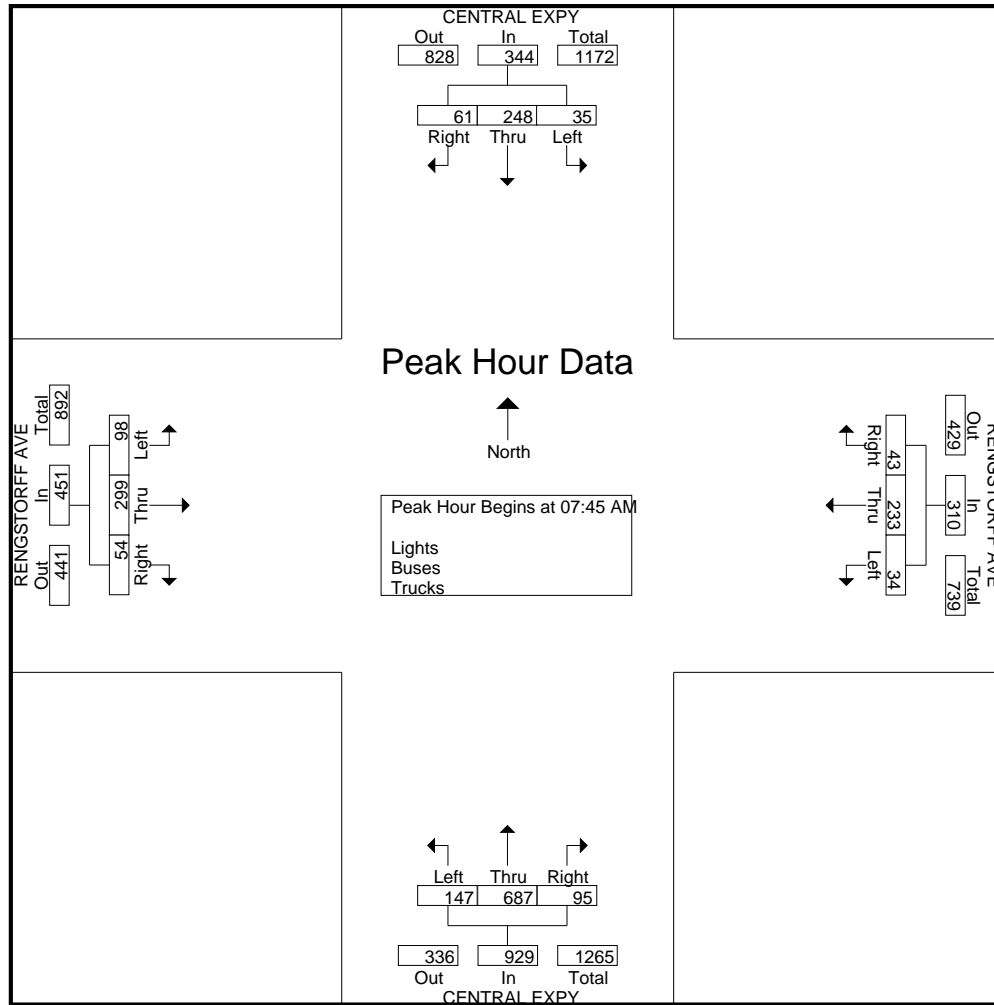 CENTRAL EXPY
Out In Total
828 344 1172
61 248 35
Right Thru Left
Peak Hour Data
North
Peak Hour Begins at 07:45 AM
Lights
Buses
Trucks
RENGSTORFF AVE
Out In Total
441 451 892
98 299 54
Left Thru Right
RENGSTORFF AVE
Out In Total
429 310 739
43 233 34
Right Thru Left
Left Thru Right
147 687 95
336 929 1265
Out In Total
CENTRAL EXPY